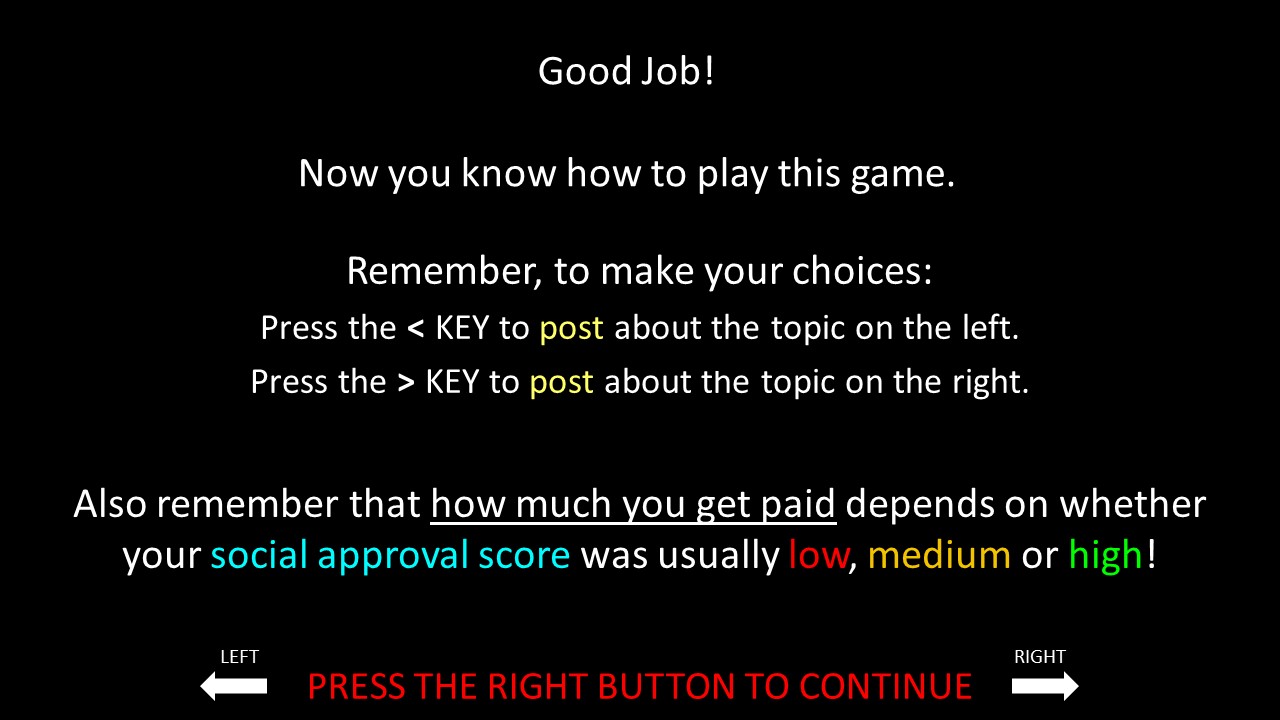 Good Job!
Now you know how to play this game.
Remember, to make your choices:
Press the < KEY to post about the topic on the left.
Press the > KEY to post about the topic on the right.
Also remember that how much you get paid depends on whether
your social approval score was usually low, medium or high!
LEFT
RIGHT
PRESS THE RIGHT BUTTON TO CONTINUE